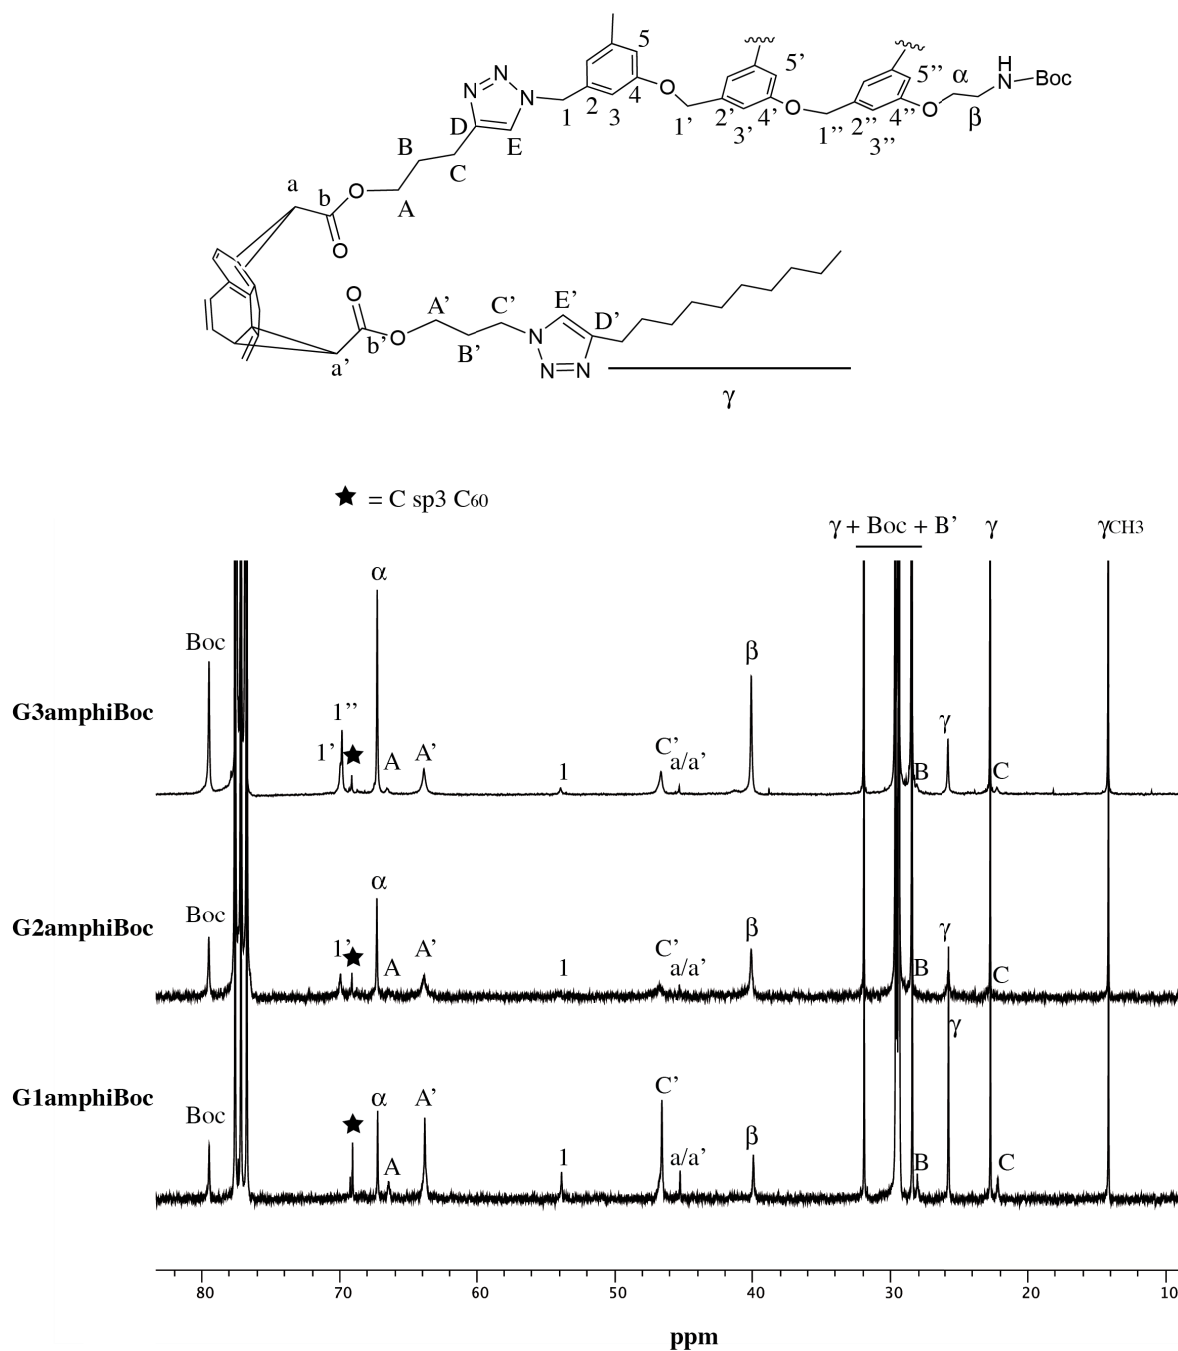 5 5' 5'' α H N Boc
N N N 1 2 3 4 O 1' 2' 3' 4' O 1'' 2'' 3'' 4'' O β
D E
B C
a b O A
O
O A' C' E' D'
b' O B' N
a' N N
γ
★ = C sp3 C60
γ + Boc + B' γ γCH3
G3amphiBoc
Boc 1' 1'' ★ α A A' 1 C' a/a' β B γ C
G2amphiBoc
Boc 1' ★ α A A' 1 C' a/a' β B γ C
γ
G1amphiBoc
Boc ★ α A A' 1 C' a/a' β B C
80 70 60 50 40 30 20 10
ppm